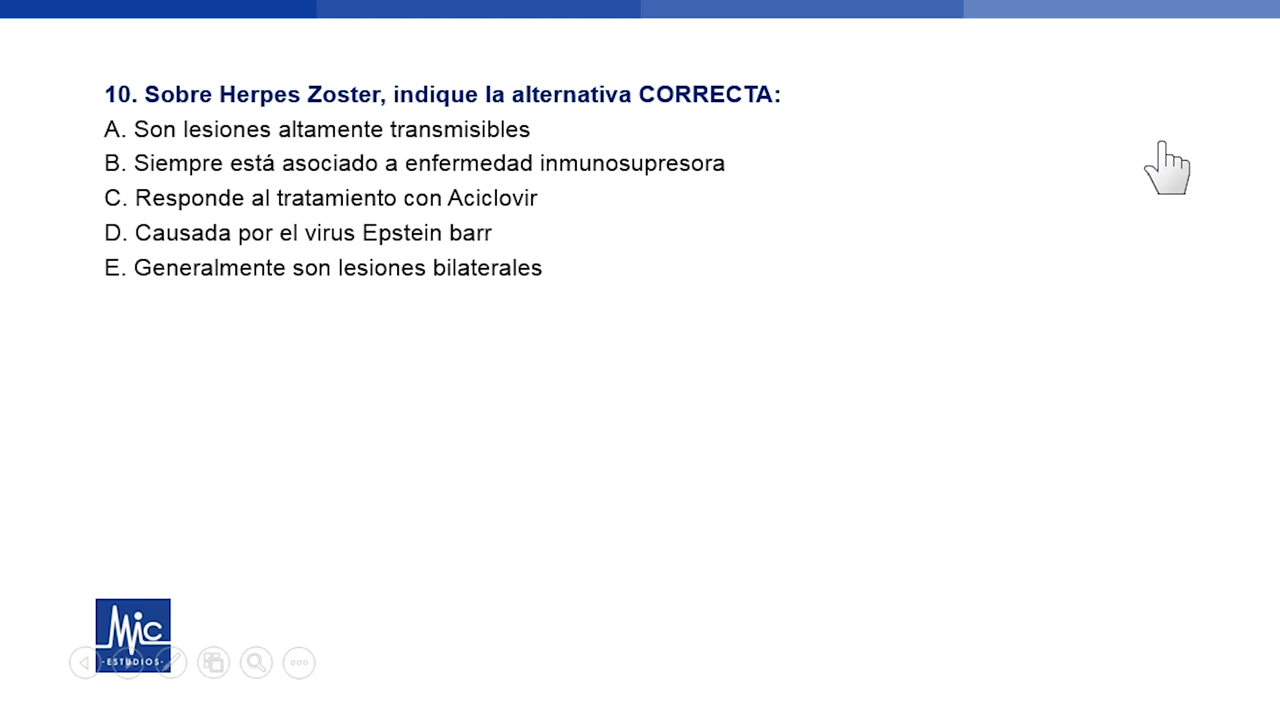 10. Sobre Herpes Zoster, indique la alternativa CORRECTA:
A. Son lesiones altamente transmisibles
B. Siempre está asociado a enfermedad inmunosupresora
C. Responde al tratamiento con Aciclovir
D. Causada por el virus Epstein barr
E. Generalmente son lesiones bilaterales
Mic
·ESTUDIOS·